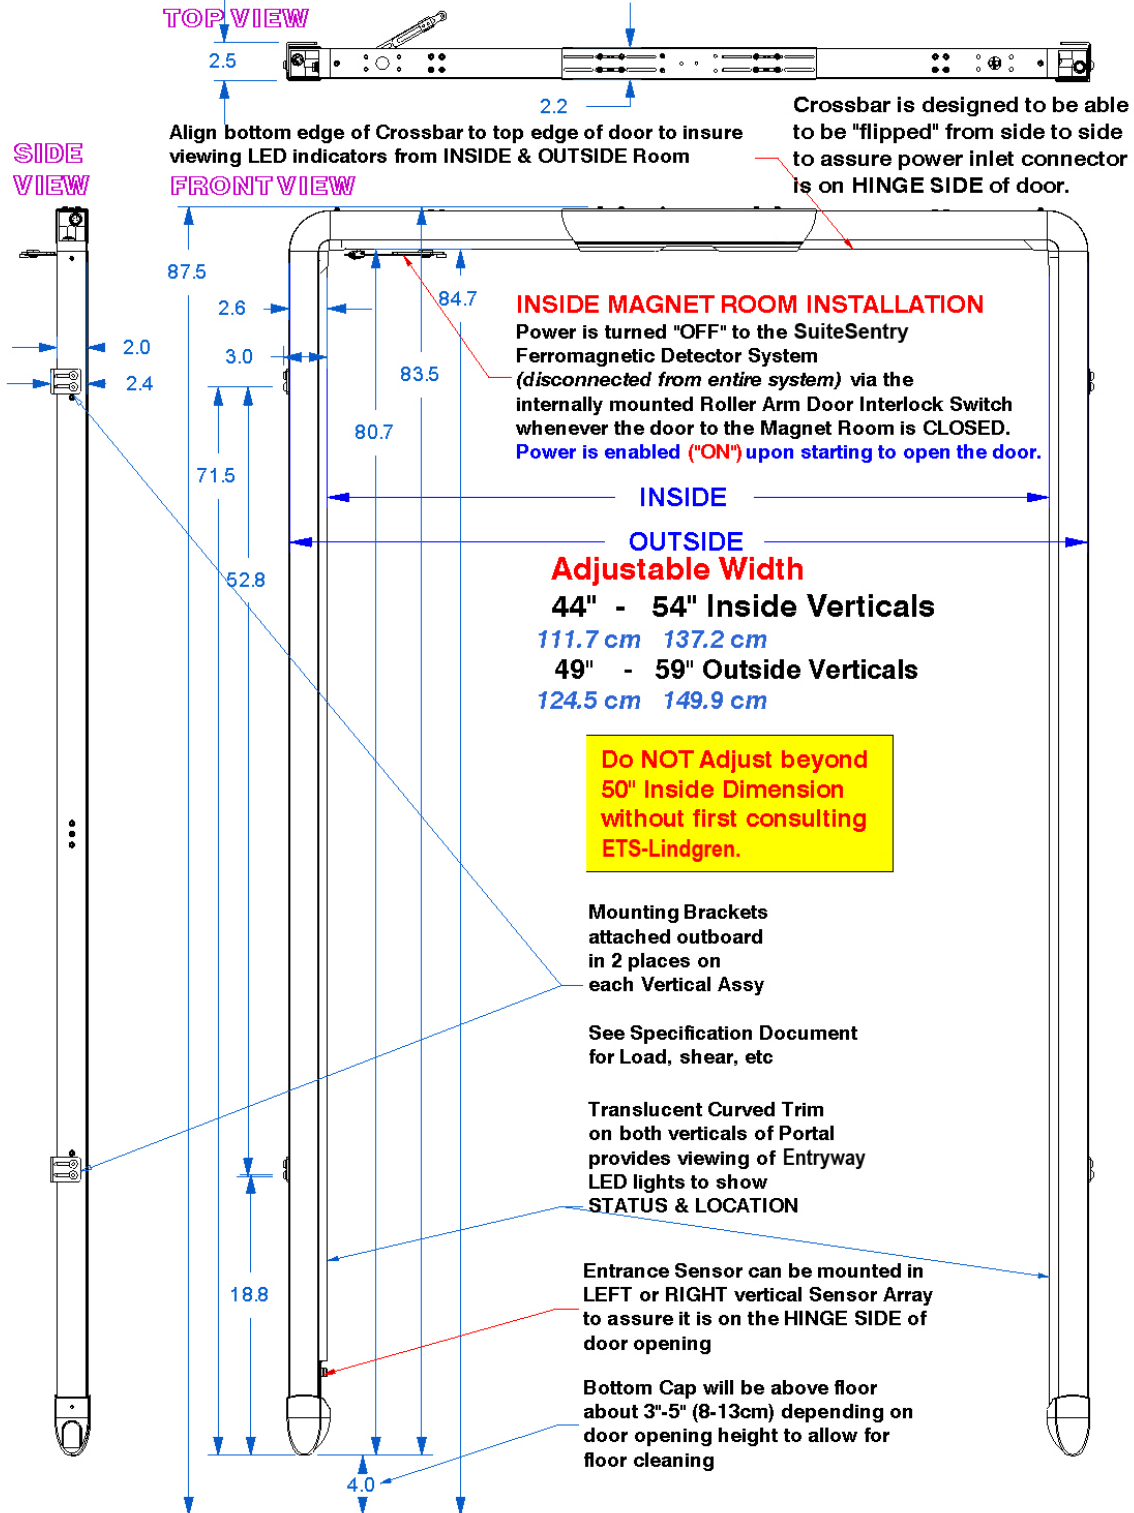 TOP VIEW
2.5
2.2
Align bottom edge of Crossbar to top edge of door to insure
viewing LED indicators from INSIDE & OUTSIDE Room
Crossbar is designed to be able
to be "flipped" from side to side
to assure power inlet connector
is on HINGE SIDE of door.
SIDE
VIEW
FRONT VIEW
87.5
2.6
84.7
2.0
3.0
2.4
83.5
80.7
71.5
52.8
INSIDE MAGNET ROOM INSTALLATION
Power is turned "OFF" to the SuiteSentry
Ferromagnetic Detector System
(disconnected from entire system) via the
internally mounted Roller Arm Door Interlock Switch
whenever the door to the Magnet Room is CLOSED.
Power is enabled ("ON") upon starting to open the door.
INSIDE
OUTSIDE
Adjustable Width
44" - 54" Inside Verticals
111.7 cm 137.2 cm
49" - 59" Outside Verticals
124.5 cm 149.9 cm
Do NOT Adjust beyond
50" Inside Dimension
without first consulting
ETS-Lindgren.
Mounting Brackets
attached outboard
in 2 places on
each Vertical Assy
See Specification Document
for Load, shear, etc
Translucent Curved Trim
on both verticals of Portal
provides viewing of Entryway
LED lights to show
STATUS & LOCATION
18.8
Entrance Sensor can be mounted in
LEFT or RIGHT vertical Sensor Array
to assure it is on the HINGE SIDE of
door opening
Bottom Cap will be above floor
about 3"-5" (8-13cm) depending on
door opening height to allow for
floor cleaning
4.0